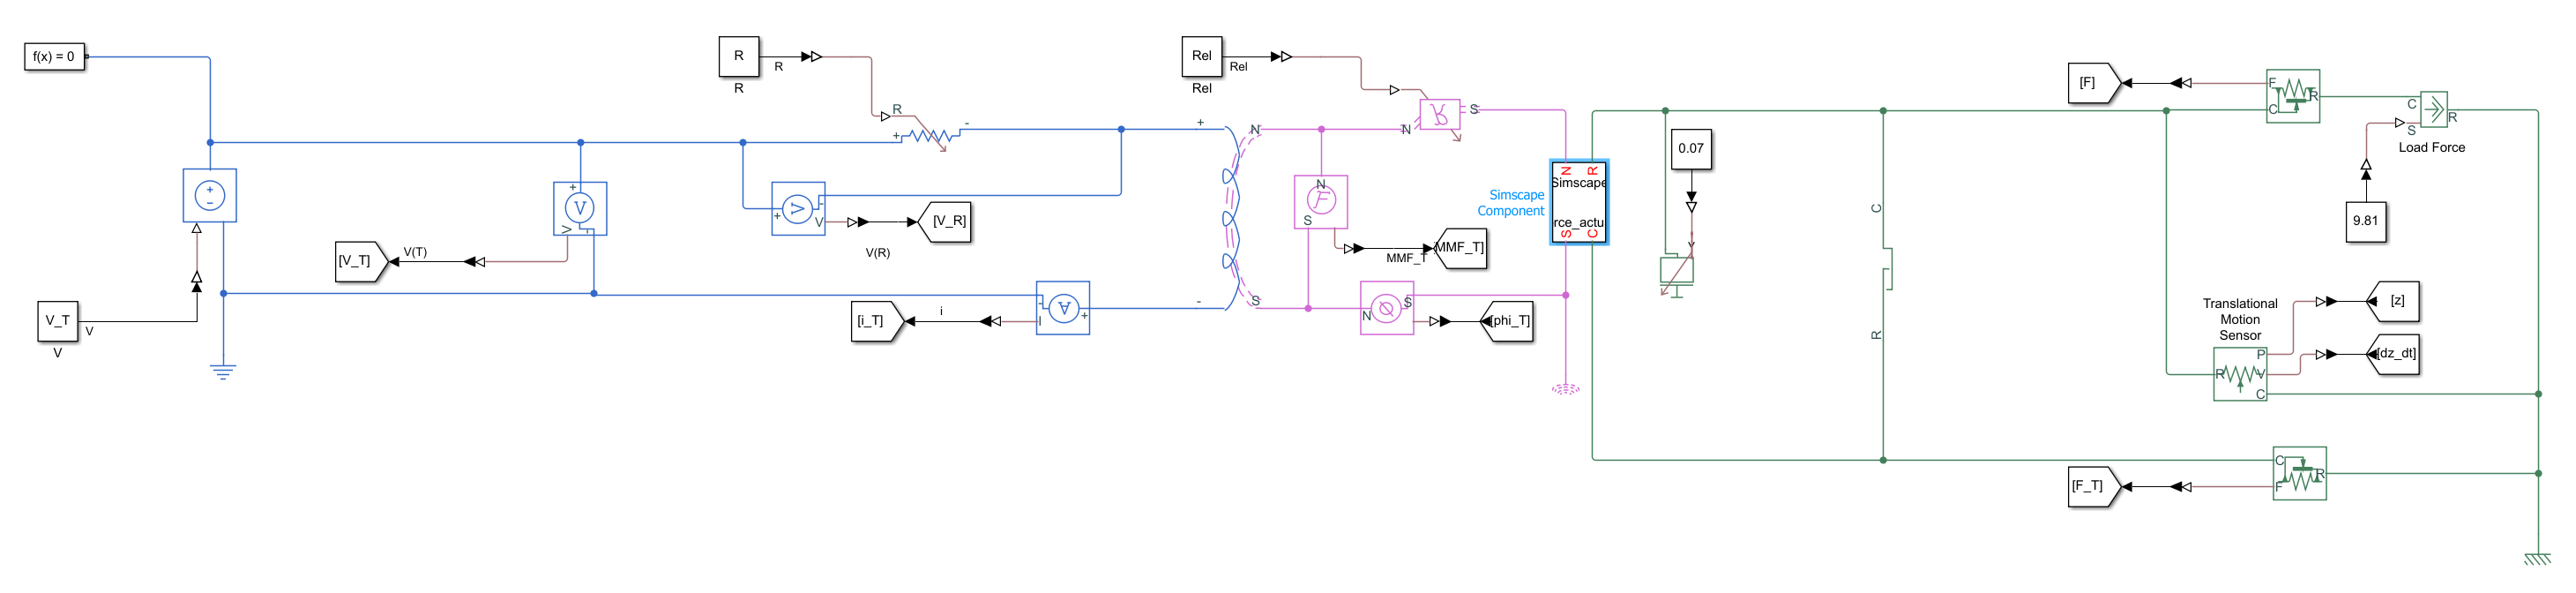 f(x) = 0
R
R
R
R
+
-
Rel
Rel
Rel
N
S
[F]
F
C
R
C
S
R
Load Force
9.81
+
-
+
V
V
[V_T]
V(T)
V_T
V
V
+
V
-
V
[V_R]
V(R)
[i_T]
i
-
A
I
+
+
-
N
S
N
S
MMF_T
MMF_T]
N
S
[phi_T]
Simscape
Component
N
R
Simscape
rce_actu
S
C
0.07
C
R
Translational
Motion
Sensor
R
P
V
C
[z]
[dz_dt]
[F_T]
C
F
R